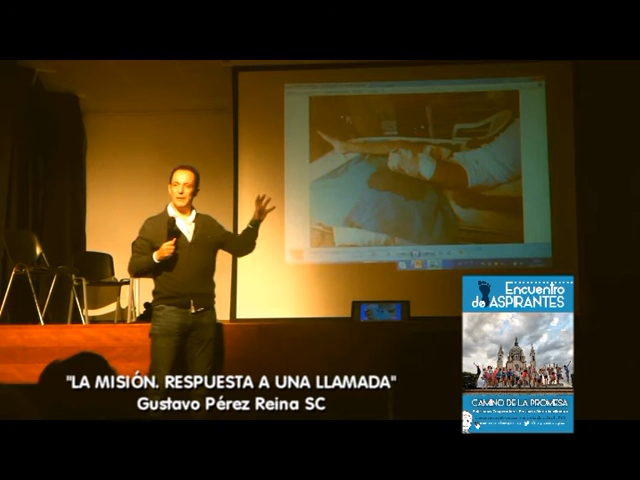 "LA MISIÓN. RESPUESTA A UNA LLAMADA"
Gustavo Pérez Reina SC
Encuentro
de ASPIRANTES
CAMINO DE LA PROMESA